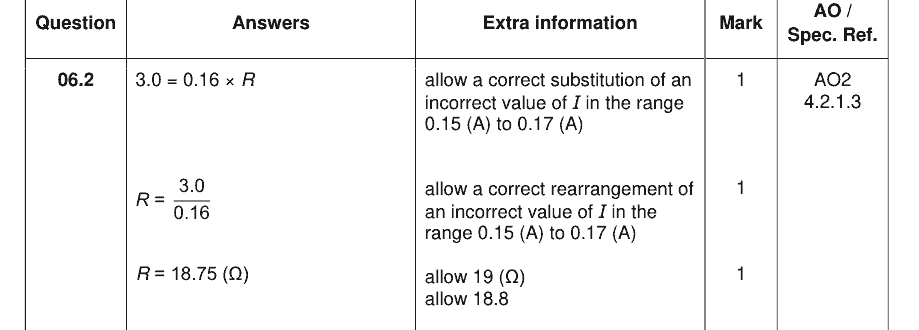 Question Answers Extra information Mark AO /
Spec. Ref.
06.2 3.0 = 0.16 × R allow a correct substitution of an 1 AO2
incorrect value of I in the range 4.2.1.3
0.15 (A) to 0.17 (A)
R = 3.0 / 0.16 allow a correct rearrangement of 1
an incorrect value of I in the
range 0.15 (A) to 0.17 (A)
R = 18.75 (Ω) allow 19 (Ω) 1
allow 18.8